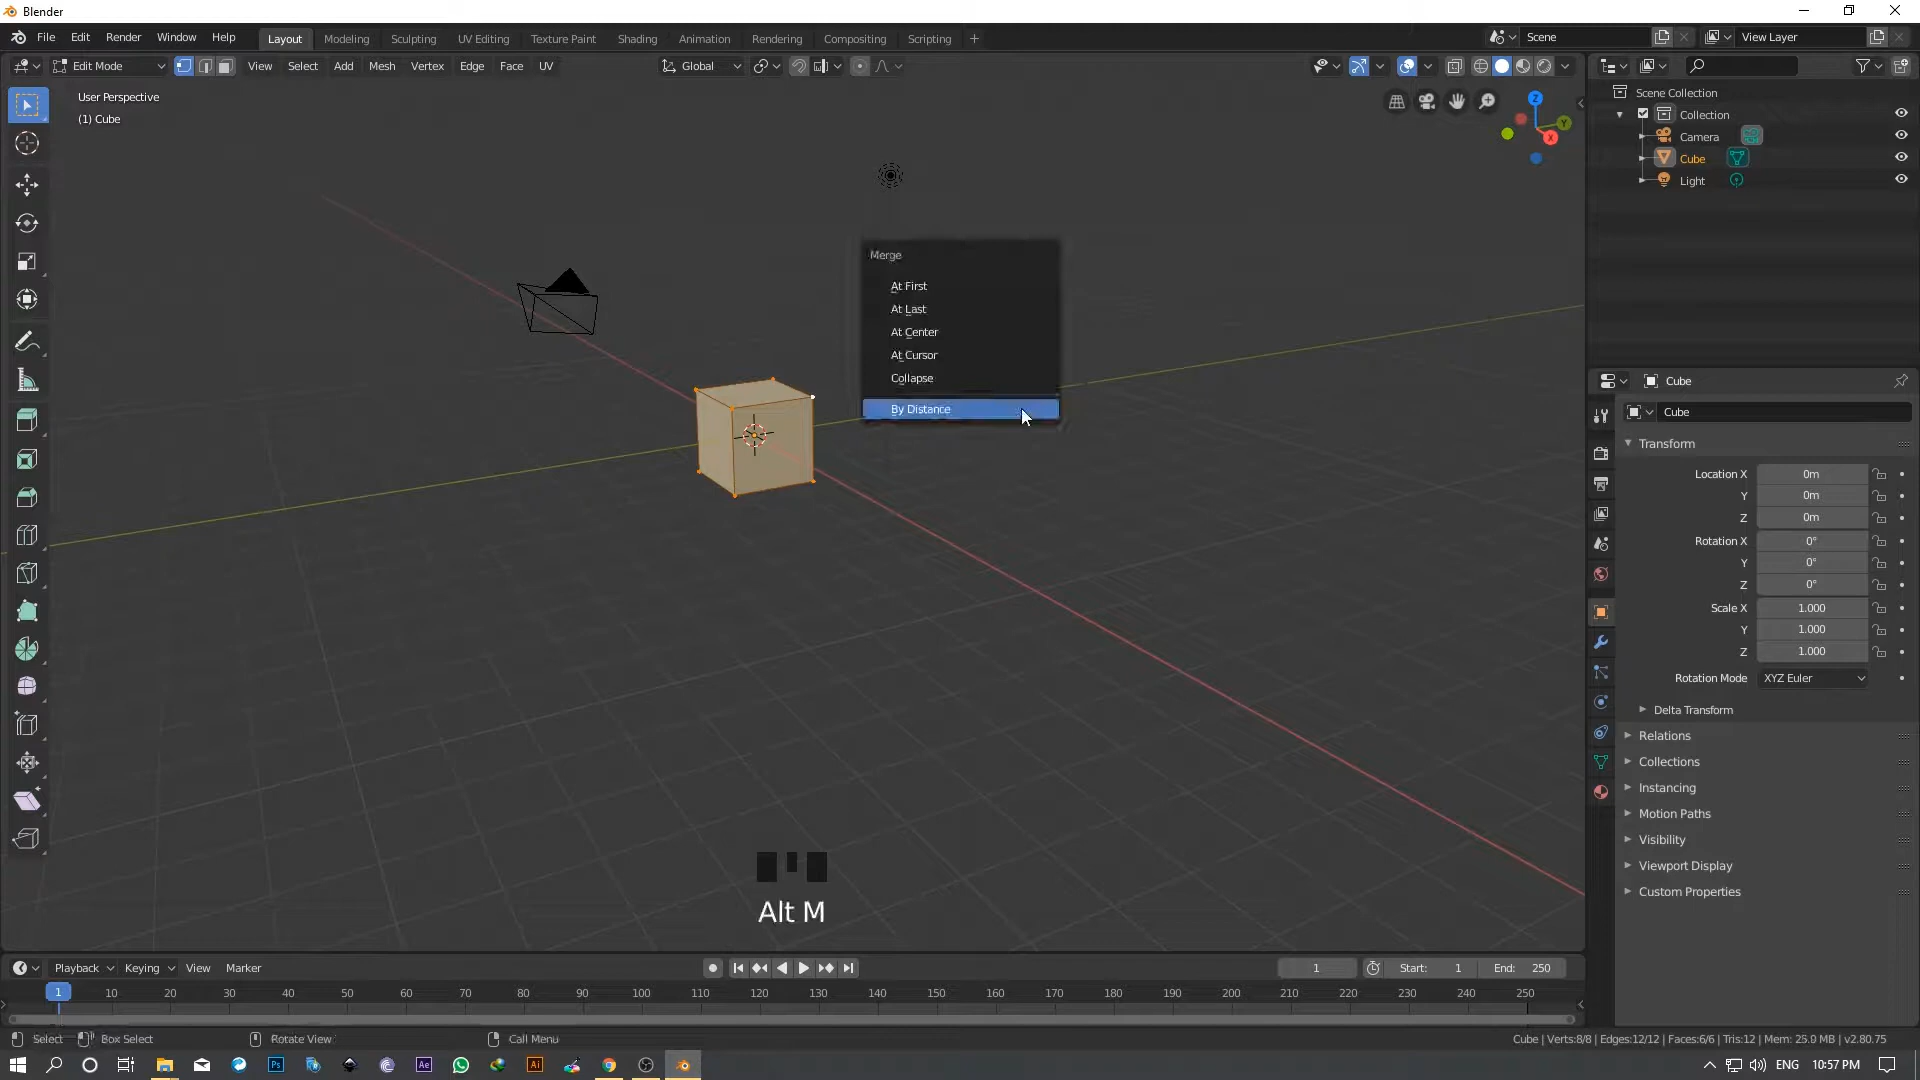 Blender
File Edit Render Window Help
Layout Modeling Sculpting UV Editing Texture Paint Shading Animation Rendering Compositing Scripting +
Scene
View Layer
Edit Mode View Select Add Mesh Vertex Edge Face UV
Global
User Perspective
(1) Cube
Z
Y
X
Scene Collection
Collection
Camera
Cube
Light
Merge
At First
At Last
At Center
At Cursor
Collapse
By Distance
Cube
Cube
Transform
Location X 0m
Y 0m
Z 0m
Rotation X 0°
Y 0°
Z 0°
Scale X 1.000
Y 1.000
Z 1.000
Rotation Mode XYZ Euler
Delta Transform
Relations
Collections
Instancing
Motion Paths
Visibility
Viewport Display
Custom Properties
Alt M
Playback Keying View Marker
1 Start: 1 End: 250
1 10 20 30 40 50 60 70 80 90 100 110 120 130 140 150 160 170 180 190 200 210 220 230 240 250
Select Box Select Rotate View Call Menu
Cube | Verts:8/8 | Edges:12/12 | Faces:6/6 | Tris:12 | Mem: 25.0 MB | v2.80.75
Ps Ae Ai
ENG 10:57 PM